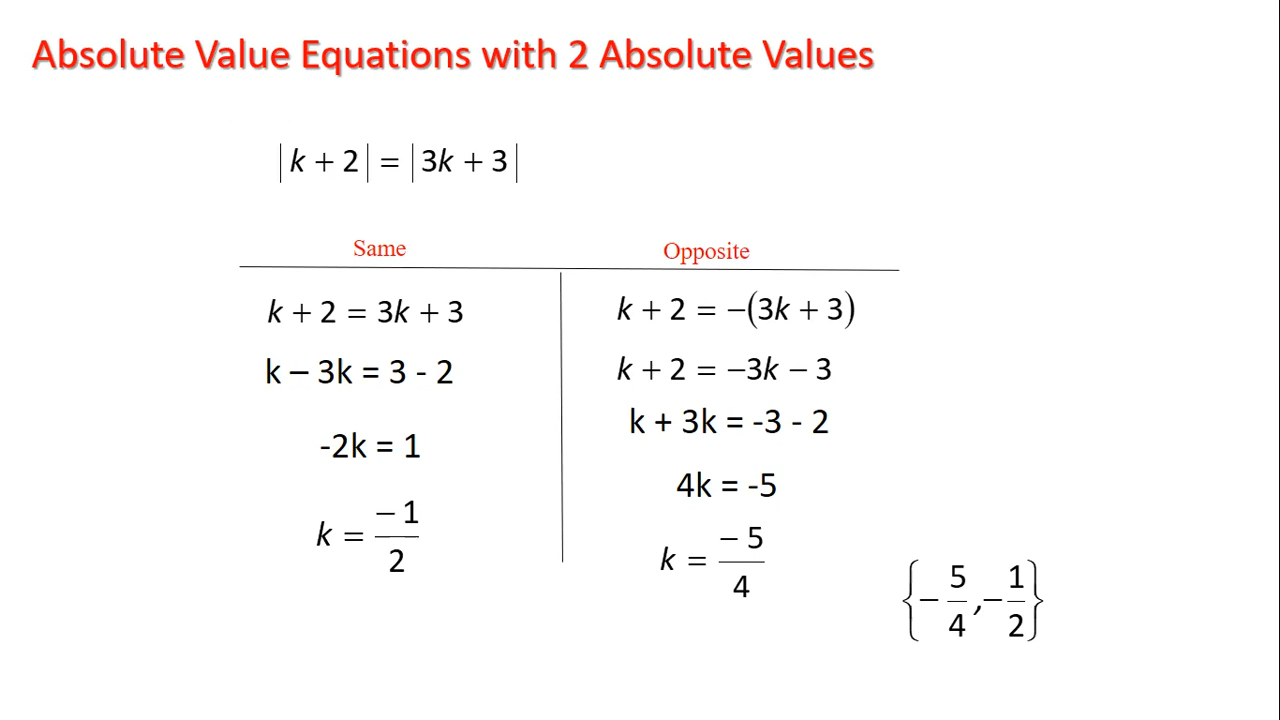 Absolute Value Equations with 2 Absolute Values
|k + 2| = |3k + 3|
Same
k + 2 = 3k + 3
k – 3k = 3 - 2
-2k = 1
k = −1/2
Opposite
k + 2 = −(3k + 3)
k + 2 = −3k − 3
k + 3k = -3 - 2
4k = -5
k = −5/4
{−5/4, −1/2}